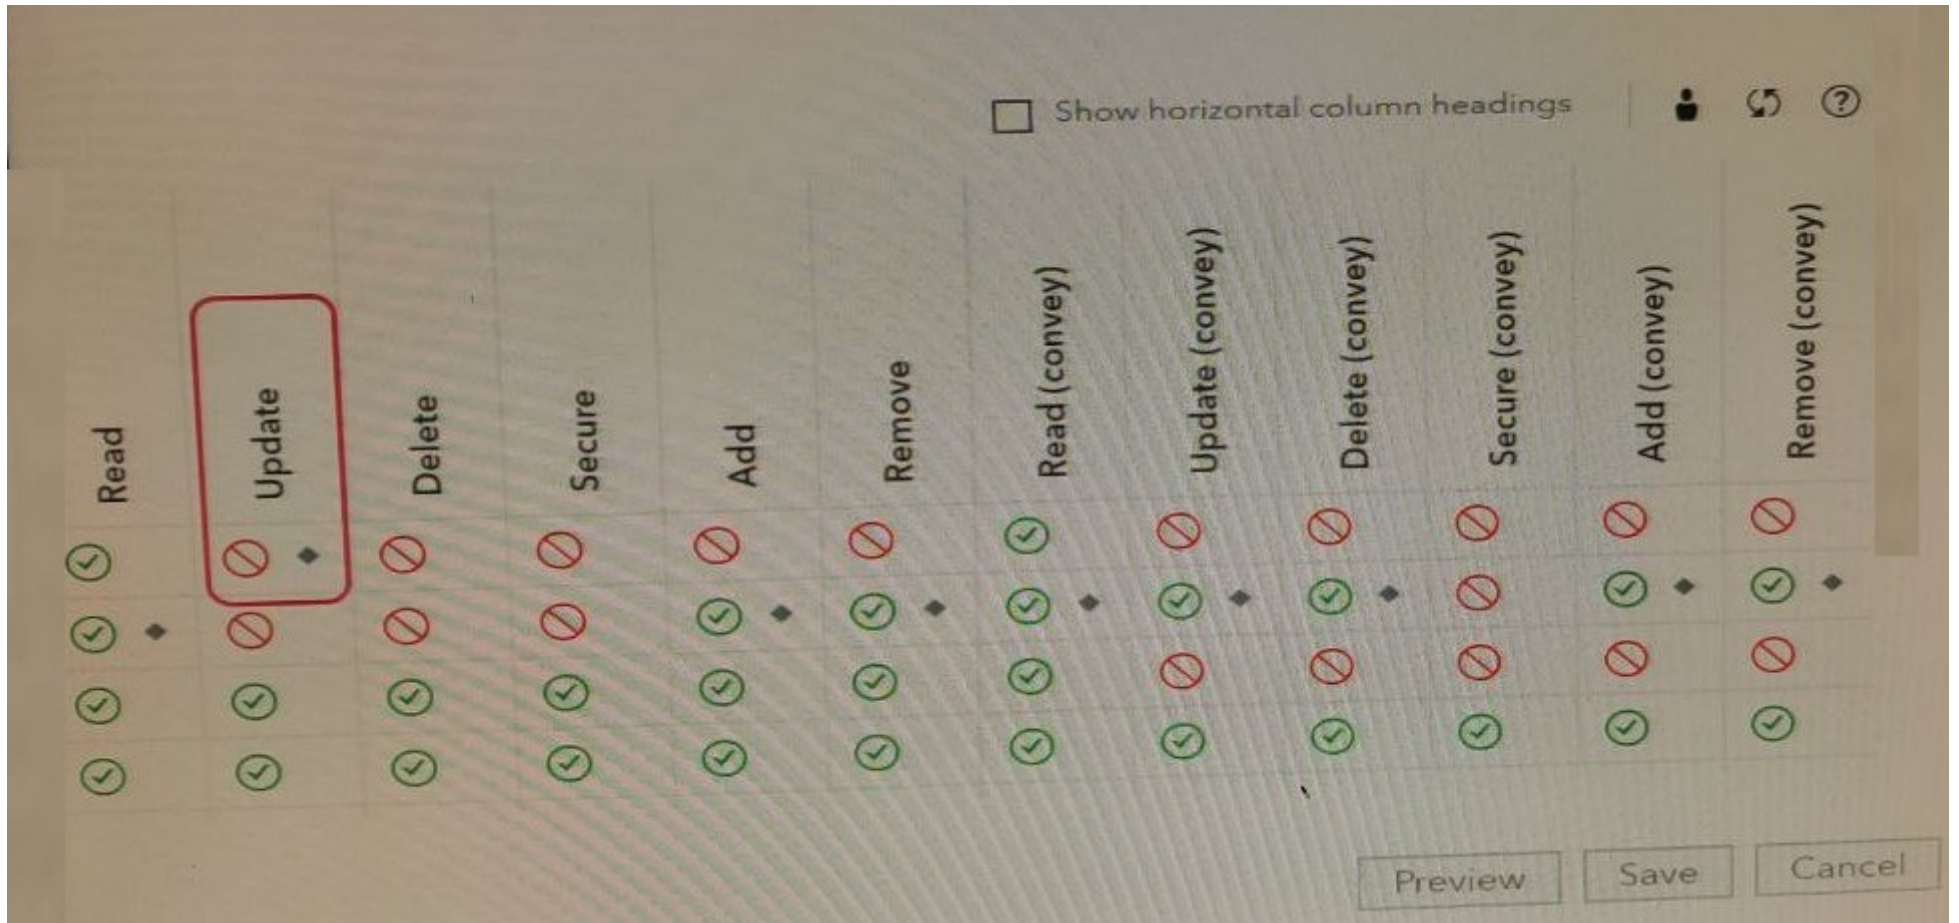 Show horizontal column headings
Read
Update
Delete
Secure
Add
Remove
Read (convey)
Update (convey)
Delete (convey)
Secure (convey)
Add (convey)
Remove (convey)
Preview
Save
Cancel